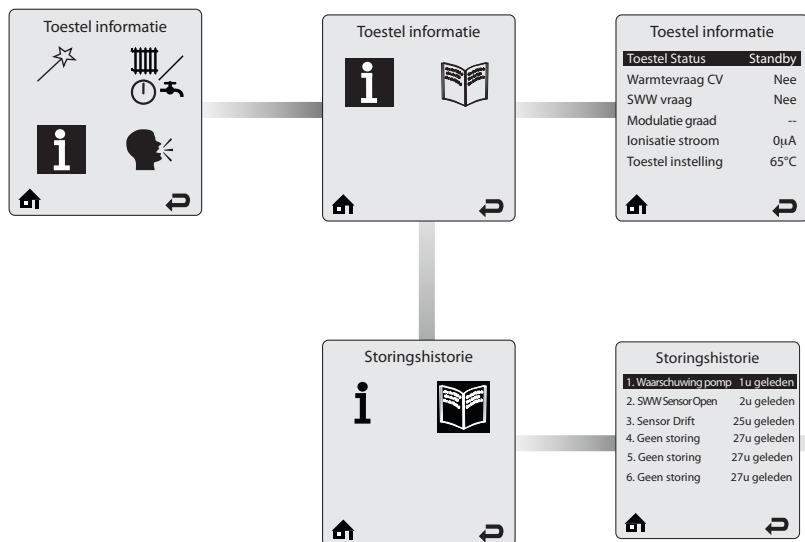 Toestel informatie
Toestel informatie
Toestel informatie
Toestel Status Standby
Warmtevraag CV Nee
SWW vraag Nee
Modulatie graad --
Ionisatie stroom 0µA
Toestel instelling 65°C
Storingshistorie
Storingshistorie
1. Waarschuwing pomp 1u geleden
2. SWW Sensor Open 2u geleden
3. Sensor Drift 25u geleden
4. Geen storing 27u geleden
5. Geen storing 27u geleden
6. Geen storing 27u geleden